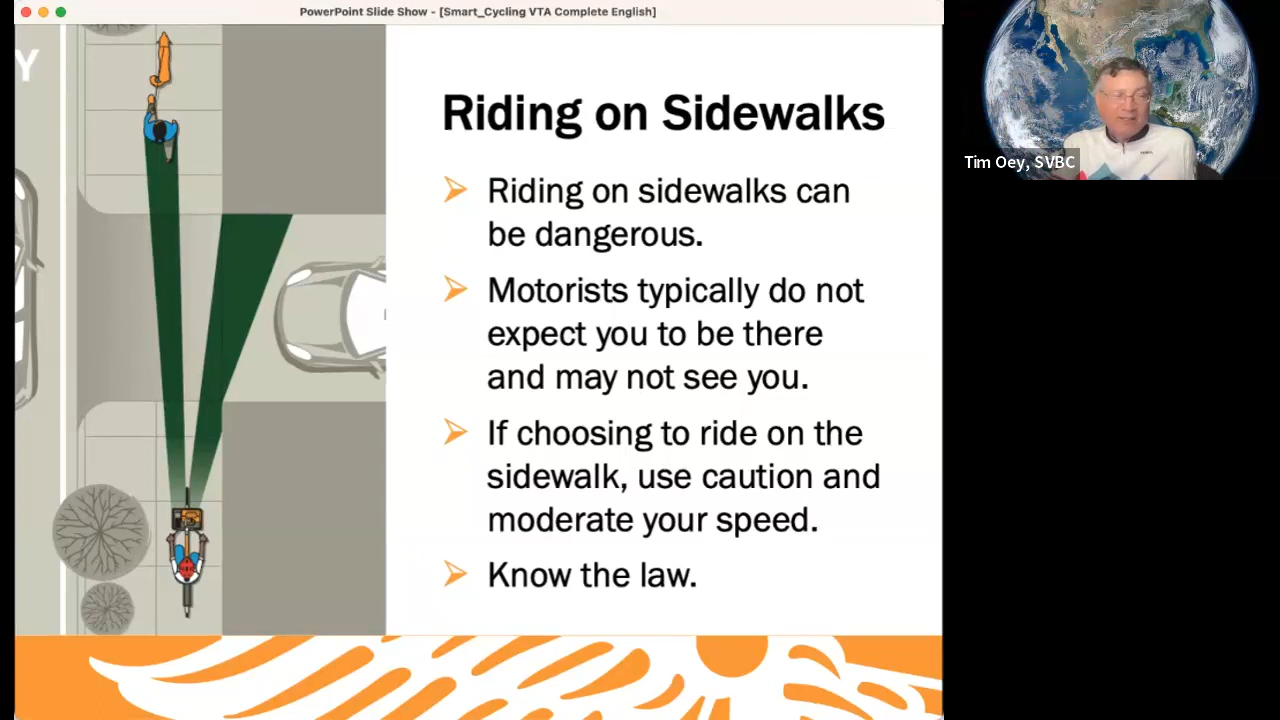 PowerPoint Slide Show - [Smart_Cycling VTA Complete English]
Y
Riding on Sidewalks
Riding on sidewalks can
be dangerous.
Motorists typically do not
expect you to be there
and may not see you.
If choosing to ride on the
sidewalk, use caution and
moderate your speed.
Know the law.
Tim Oey, SVBC